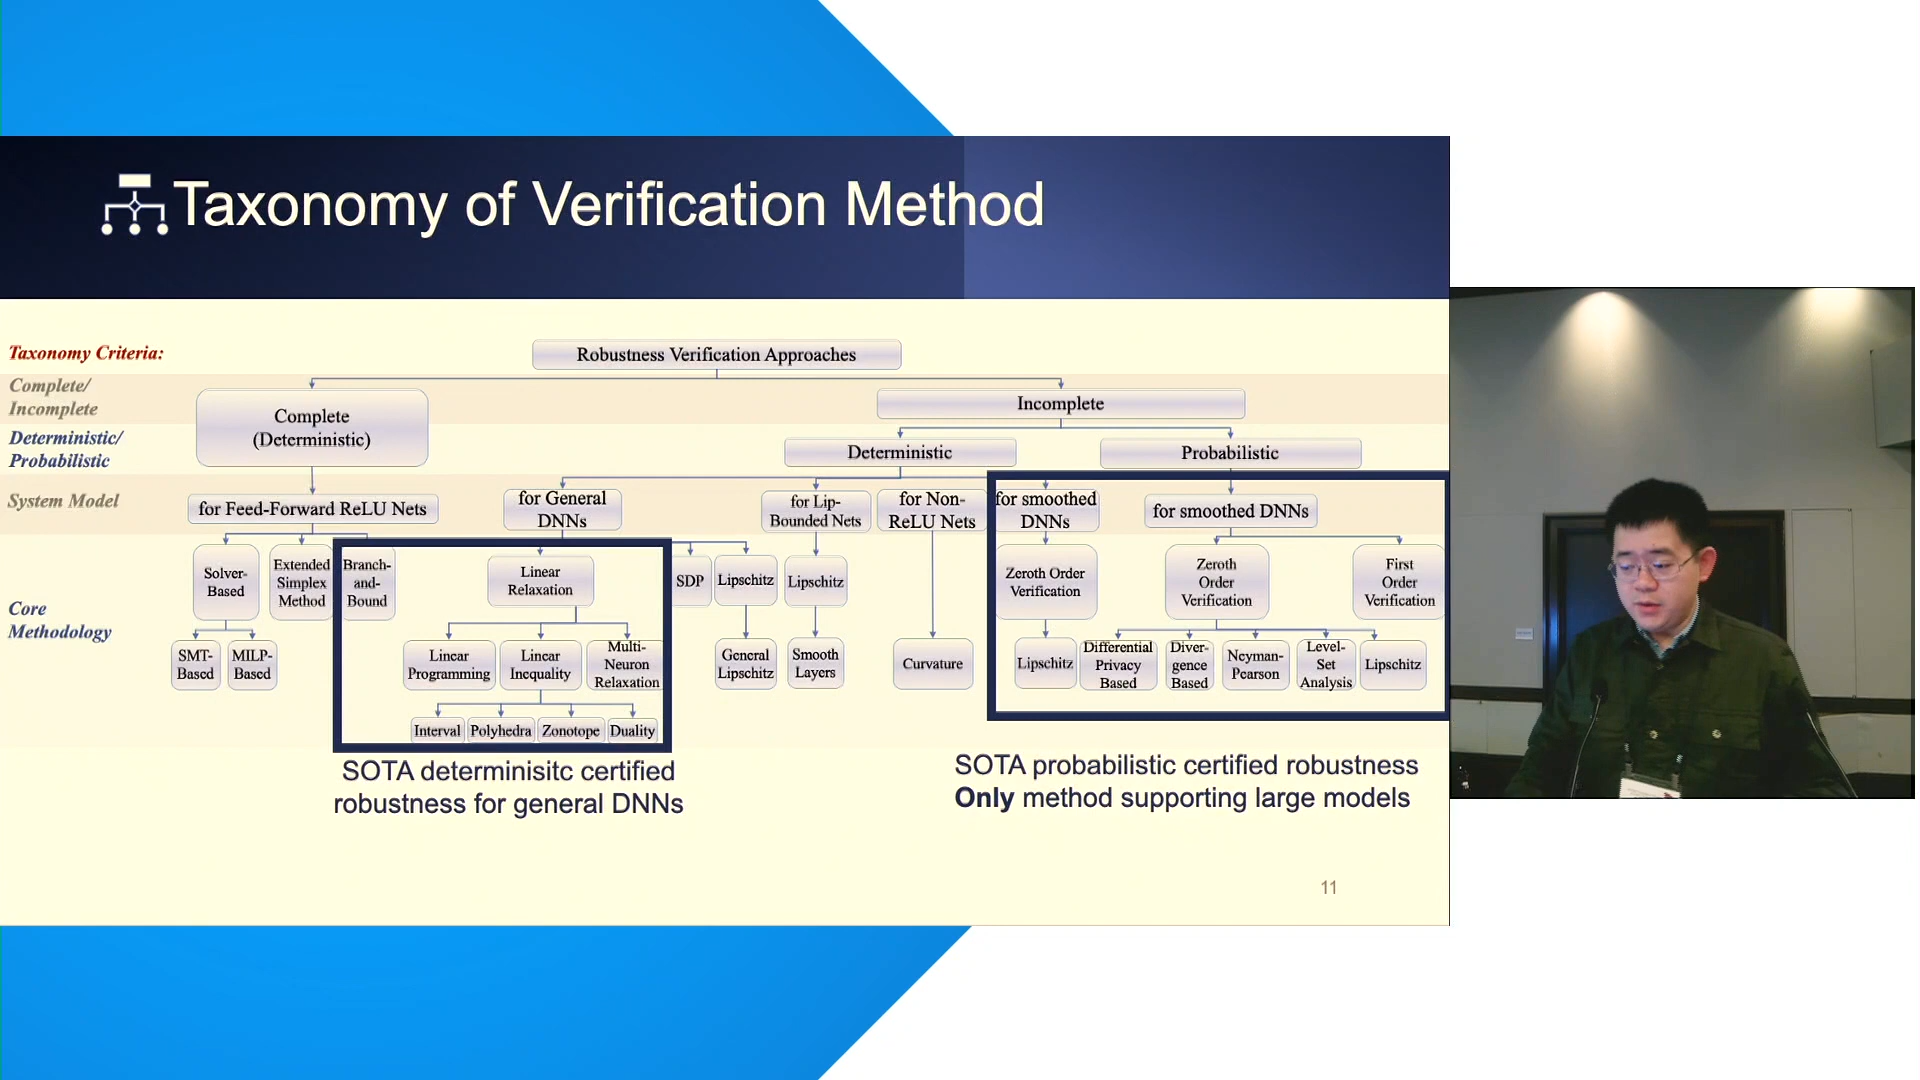 Taxonomy of Verification Method
Taxonomy Criteria:
Robustness Verification Approaches
Complete/
Incomplete
Complete
(Deterministic)
Incomplete
Deterministic/
Probabilistic
Deterministic
Probabilistic
System Model
for Feed-Forward ReLU Nets
for General
DNNs
for Lip-
Bounded Nets
for Non-
ReLU Nets
for smoothed
DNNs
for smoothed DNNs
Core
Methodology
Solver-
Based
Extended
Simplex
Method
Branch-
and-
Bound
Linear
Relaxation
SDP
Lipschitz
Lipschitz
Zeroth Order
Verification
Zeroth
Order
Verification
First
Order
Verification
SMT-
Based
MILP-
Based
Linear
Programming
Linear
Inequality
Multi-
Neuron
Relaxation
General
Lipschitz
Smooth
Layers
Curvature
Lipschitz
Differential
Privacy
Based
Diver-
gence
Based
Neyman-
Pearson
Level-
Set
Analysis
Lipschitz
Interval
Polyhedra
Zonotope
Duality
SOTA determinisitc certified
robustness for general DNNs
SOTA probabilistic certified robustness
Only method supporting large models
11